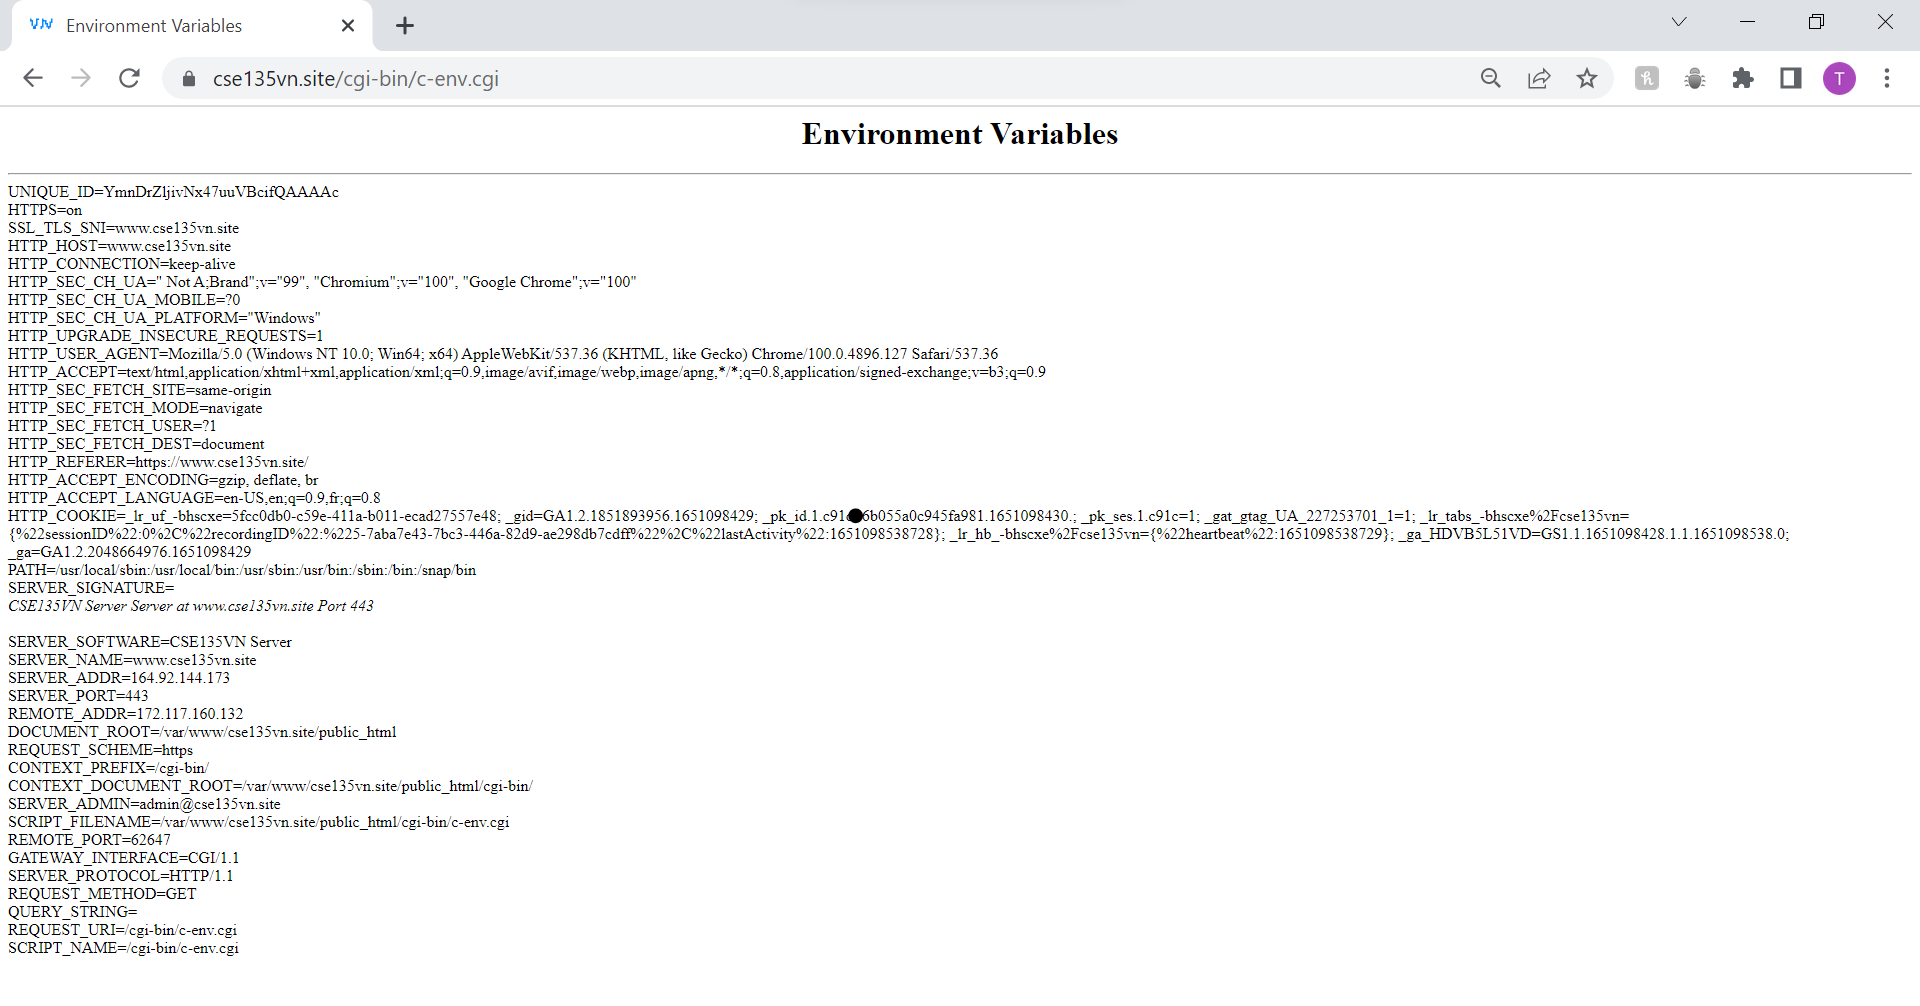 Environment Variables
cse135vn.site/cgi-bin/c-env.cgi
T
Environment Variables
UNIQUE_ID=YmnDrZljivNx47uuVBcifQAAAAc
HTTPS=on
SSL_TLS_SNI=www.cse135vn.site
HTTP_HOST=www.cse135vn.site
HTTP_CONNECTION=keep-alive
HTTP_SEC_CH_UA=" Not A;Brand";v="99", "Chromium";v="100", "Google Chrome";v="100"
HTTP_SEC_CH_UA_MOBILE=?0
HTTP_SEC_CH_UA_PLATFORM="Windows"
HTTP_UPGRADE_INSECURE_REQUESTS=1
HTTP_USER_AGENT=Mozilla/5.0 (Windows NT 10.0; Win64; x64) AppleWebKit/537.36 (KHTML, like Gecko) Chrome/100.0.4896.127 Safari/537.36
HTTP_ACCEPT=text/html,application/xhtml+xml,application/xml;q=0.9,image/avif,image/webp,image/apng,*/*;q=0.8,application/signed-exchange;v=b3;q=0.9
HTTP_SEC_FETCH_SITE=same-origin
HTTP_SEC_FETCH_MODE=navigate
HTTP_SEC_FETCH_USER=?1
HTTP_SEC_FETCH_DEST=document
HTTP_REFERER=https://www.cse135vn.site/
HTTP_ACCEPT_ENCODING=gzip, deflate, br
HTTP_ACCEPT_LANGUAGE=en-US,en;q=0.9,fr;q=0.8
HTTP_COOKIE=_lr_uf_-bhscxe=5fcc0db0-c59e-411a-b011-ecad27557e48; _gid=GA1.2.1851893956.1651098429; _pk_ses.1.c91c=1; _gat_gtag_UA_227253701_1=1; _lr_tabs_-bhscxe%2Fcse135vn=
{%22sessionID%22:0%2C%22recordingID%22:%225-7aba7e43-7bc3-446a-82d9-ae298db7cdff%22%2C%22lastActivity%22:1651098538728}; _lr_hb_-bhscxe%2Fcse135vn={%22heartbeat%22:1651098538729}; _ga_HDVB5L51VD=GS1.1.1651098428.1.1.1651098538.0;
_ga=GA1.2.2048664976.1651098429
PATH=/usr/local/sbin:/usr/local/bin:/usr/sbin:/usr/bin:/sbin:/bin:/snap/bin
SERVER_SIGNATURE=
CSE135VN Server Server at www.cse135vn.site Port 443
SERVER_SOFTWARE=CSE135VN Server
SERVER_NAME=www.cse135vn.site
SERVER_ADDR=164.92.144.173
SERVER_PORT=443
REMOTE_ADDR=172.117.160.132
DOCUMENT_ROOT=/var/www/cse135vn.site/public_html
REQUEST_SCHEME=https
CONTEXT_PREFIX=/cgi-bin/
CONTEXT_DOCUMENT_ROOT=/var/www/cse135vn.site/public_html/cgi-bin/
SERVER_ADMIN=admin@cse135vn.site
SCRIPT_FILENAME=/var/www/cse135vn.site/public_html/cgi-bin/c-env.cgi
REMOTE_PORT=62647
GATEWAY_INTERFACE=CGI/1.1
SERVER_PROTOCOL=HTTP/1.1
REQUEST_METHOD=GET
QUERY_STRING=
REQUEST_URI=/cgi-bin/c-env.cgi
SCRIPT_NAME=/cgi-bin/c-env.cgi